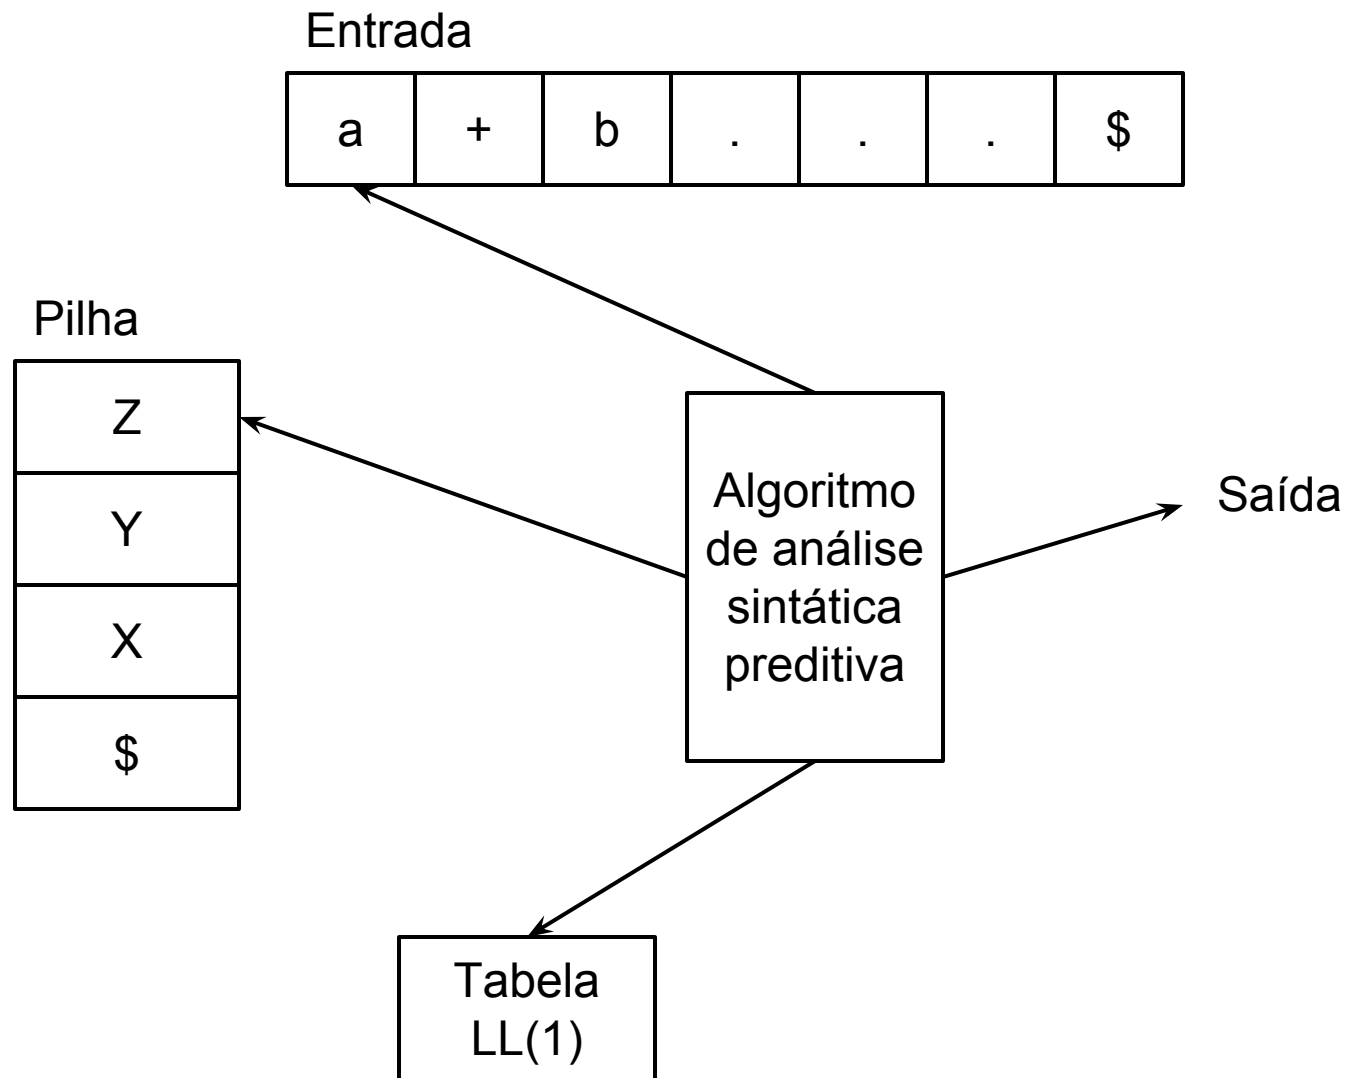 Entrada
a + b . . . $
Pilha
Z
Y
X
$
Algoritmo
de análise
sintática
preditiva
Saída
Tabela
LL(1)